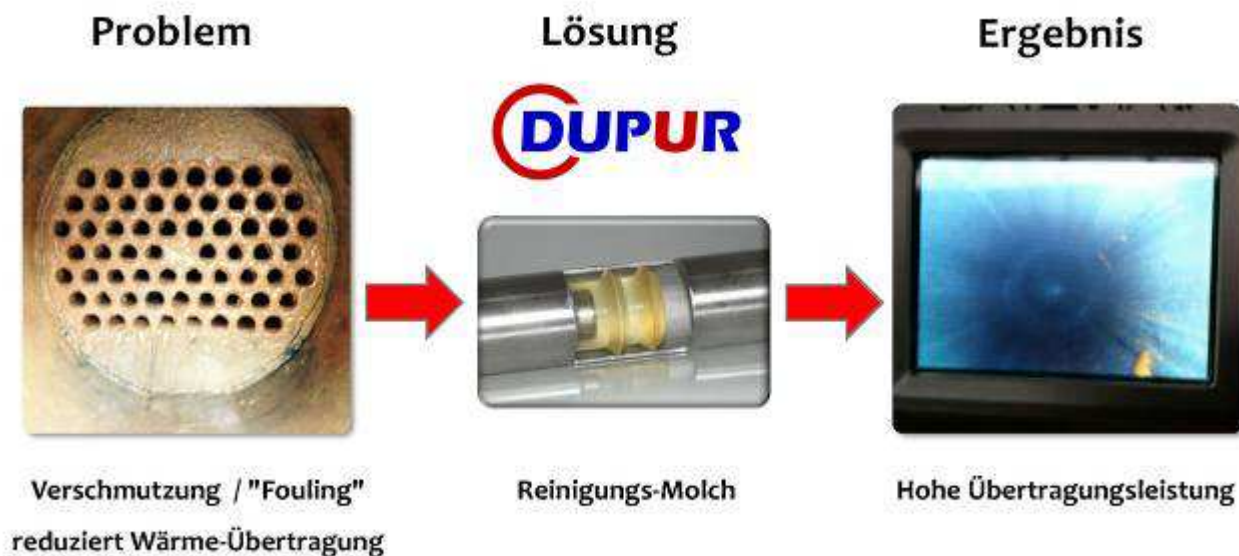 Problem
Lösung
Ergebnis
DUPUR
Verschmutzung / "Fouling"
reduziert Wärme-Übertragung
Reinigungs-Molch
Hohe Übertragungsleistung